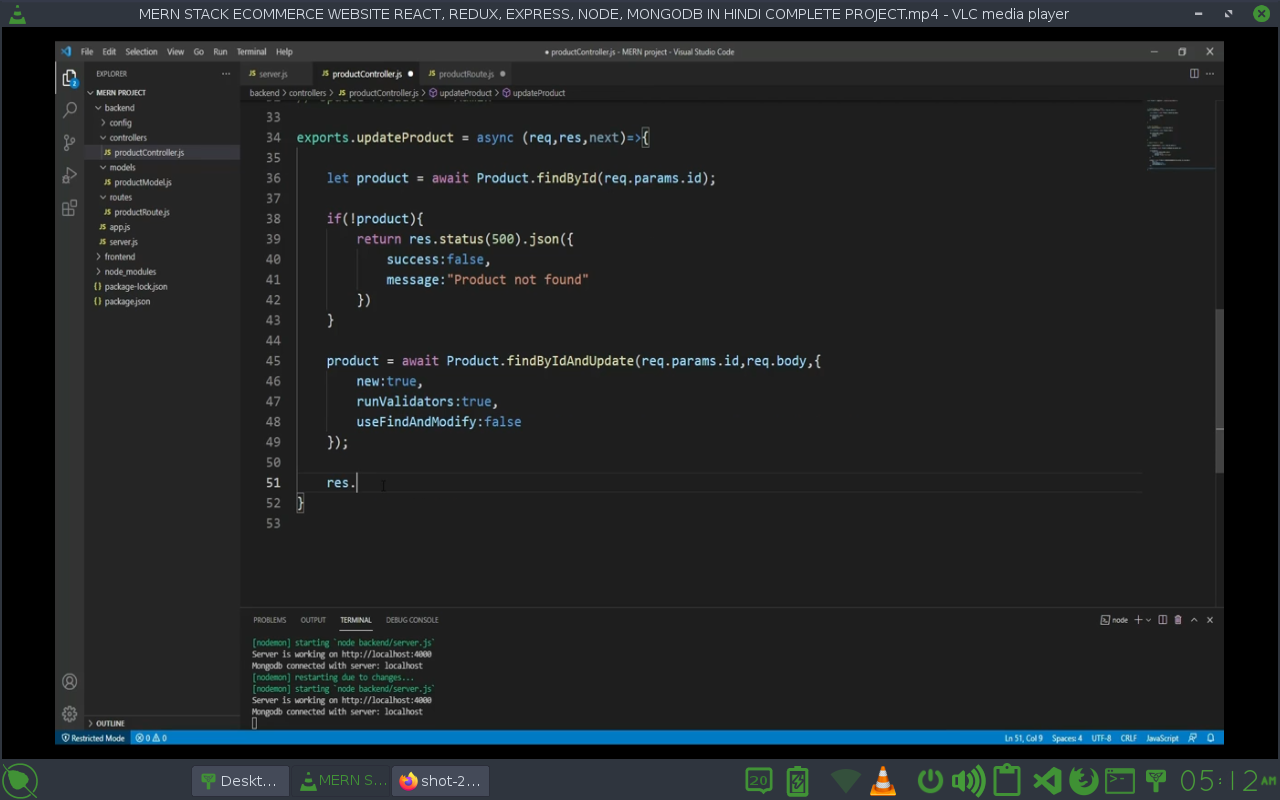 MERN STACK ECOMMERCE WEBSITE REACT, REDUX, EXPRESS, NODE, MONGODB IN HINDI COMPLETE PROJECT.mp4 - VLC media player
File Edit Selection View Go Run Terminal Help
● productController.js - MERN project - Visual Studio Code
EXPLORER
MERN PROJECT
backend
config
controllers
JS productController.js
models
JS productModel.js
routes
JS productRoute.js
JS app.js
JS server.js
frontend
node_modules
{} package-lock.json
{} package.json
OUTLINE
JS server.js JS productController.js ● JS productRoute.js ●
backend > controllers > JS productController.js > updateProduct > updateProduct
33
34 exports.updateProduct = async (req,res,next)=>{
35
36 let product = await Product.findById(req.params.id);
37
38 if(!product){
39 return res.status(500).json({
40 success:false,
41 message:"Product not found"
42 })
43 }
44
45 product = await Product.findByIdAndUpdate(req.params.id,req.body,{
46 new:true,
47 runValidators:true,
48 useFindAndModify:false
49 });
50
51 res.
52 }
53
PROBLEMS OUTPUT TERMINAL DEBUG CONSOLE
node
[nodemon] starting `node backend/server.js`
Server is working on http://localhost:4000
Mongodb connected with server: localhost
[nodemon] restarting due to changes...
[nodemon] starting `node backend/server.js`
Server is working on http://localhost:4000
Mongodb connected with server: localhost
Restricted Mode 0 0 Ln 51, Col 9 Spaces: 4 UTF-8 CRLF JavaScript
Deskt... MERN S... shot-2... 20 05:12 AM